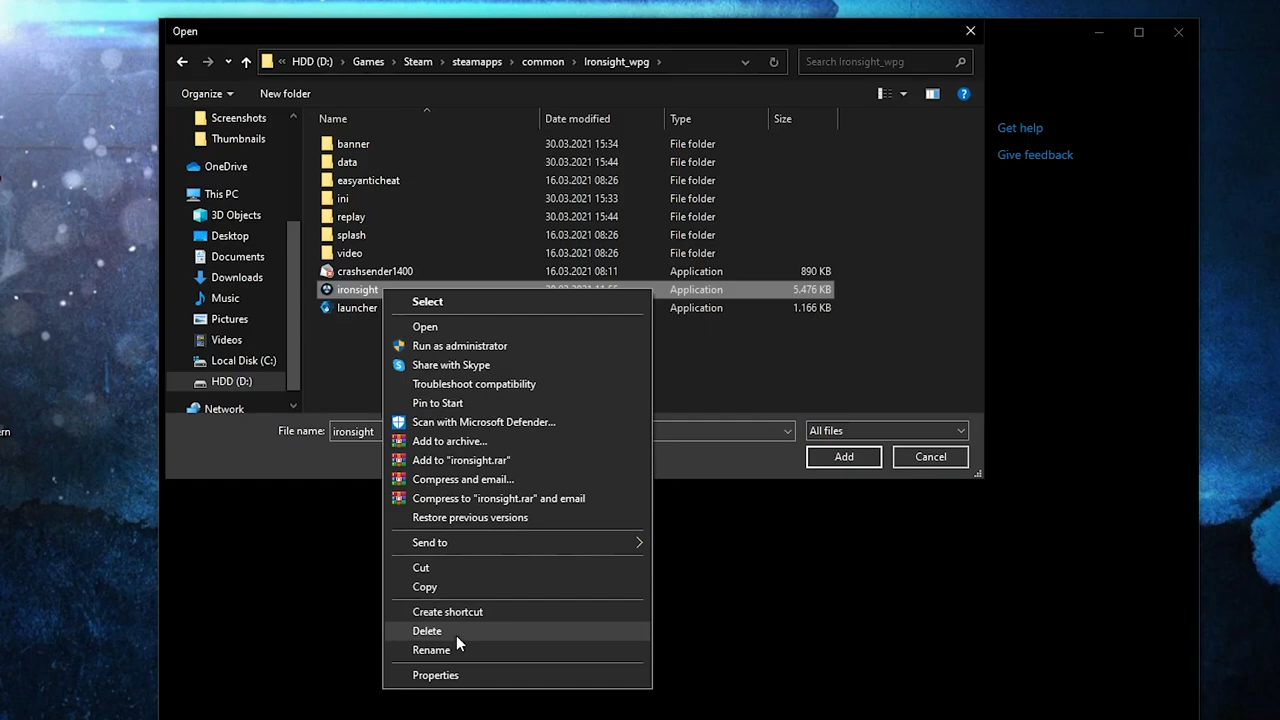 Open
HDD (D:) Games Steam steamapps common Ironsight_wpg
Search Ironsight_wpg
Organize
New folder
Name Date modified Type Size
Screenshots
Thumbnails
OneDrive
This PC
3D Objects
Desktop
Documents
Downloads
Music
Pictures
Videos
Local Disk (C:)
HDD (D:)
Network
banner 30.03.2021 15:34 File folder
data 30.03.2021 15:44 File folder
easyanticheat 16.03.2021 08:26 File folder
ini 30.03.2021 15:33 File folder
replay 30.03.2021 15:44 File folder
splash 16.03.2021 08:26 File folder
video 16.03.2021 08:26 File folder
crashsender1400 16.03.2021 08:11 Application 890 KB
ironsight Application 5.476 KB
launcher Application 1.166 KB
Select
Open
Run as administrator
Share with Skype
Troubleshoot compatibility
Pin to Start
Scan with Microsoft Defender...
Add to archive...
Add to "ironsight.rar"
Compress and email...
Compress to "ironsight.rar" and email
Restore previous versions
Send to
Cut
Copy
Create shortcut
Delete
Rename
Properties
File name: ironsight
All files
Add
Cancel
Get help
Give feedback